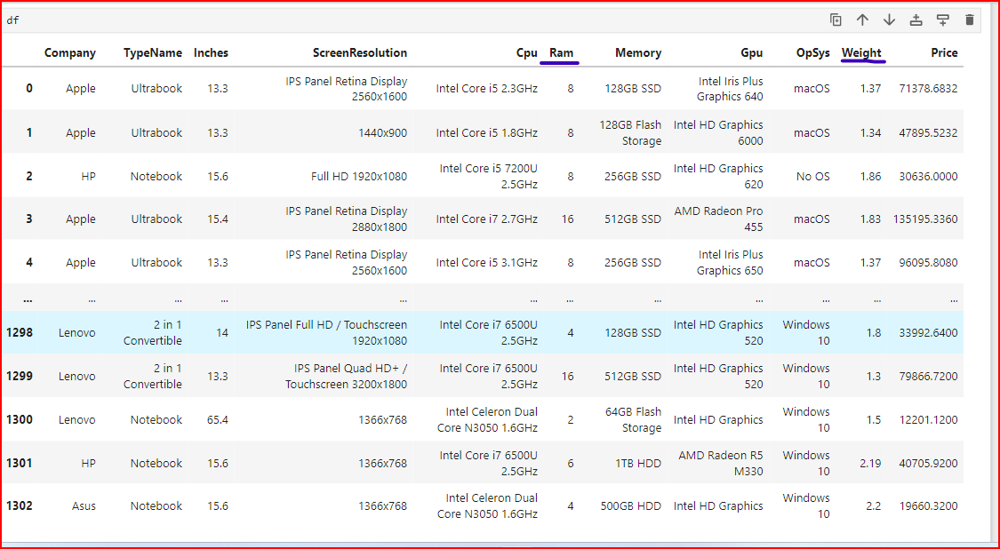 df
Company TypeName Inches ScreenResolution Cpu Ram Memory Gpu OpSys Weight Price
0 Apple Ultrabook 13.3 IPS Panel Retina Display 2560x1600 Intel Core i5 2.3GHz 8 128GB SSD Intel Iris Plus Graphics 640 macOS 1.37 71378.6832
1 Apple Ultrabook 13.3 1440x900 Intel Core i5 1.8GHz 8 128GB Flash Storage Intel HD Graphics 6000 macOS 1.34 47895.5232
2 HP Notebook 15.6 Full HD 1920x1080 Intel Core i5 7200U 2.5GHz 8 256GB SSD Intel HD Graphics 620 No OS 1.86 30636.0000
3 Apple Ultrabook 15.4 IPS Panel Retina Display 2880x1800 Intel Core i7 2.7GHz 16 512GB SSD AMD Radeon Pro 455 macOS 1.83 135195.3360
4 Apple Ultrabook 13.3 IPS Panel Retina Display 2560x1600 Intel Core i5 3.1GHz 8 256GB SSD Intel Iris Plus Graphics 650 macOS 1.37 96095.8080
... ... ... ... ... ... ... ... ... ... ... ...
1298 Lenovo 2 in 1 Convertible 14 IPS Panel Full HD / Touchscreen 1920x1080 Intel Core i7 6500U 2.5GHz 4 128GB SSD Intel HD Graphics 520 Windows 10 1.8 33992.6400
1299 Lenovo 2 in 1 Convertible 13.3 IPS Panel Quad HD+ / Touchscreen 3200x1800 Intel Core i7 6500U 2.5GHz 16 512GB SSD Intel HD Graphics 520 Windows 10 1.3 79866.7200
1300 Lenovo Notebook 65.4 1366x768 Intel Celeron Dual Core N3050 1.6GHz 2 64GB Flash Storage Intel HD Graphics Windows 10 1.5 12201.1200
1301 HP Notebook 15.6 1366x768 Intel Core i7 6500U 2.5GHz 6 1TB HDD AMD Radeon R5 M330 Windows 10 2.19 40705.9200
1302 Asus Notebook 15.6 1366x768 Intel Celeron Dual Core N3050 1.6GHz 4 500GB HDD Intel HD Graphics Windows 10 2.2 19660.3200